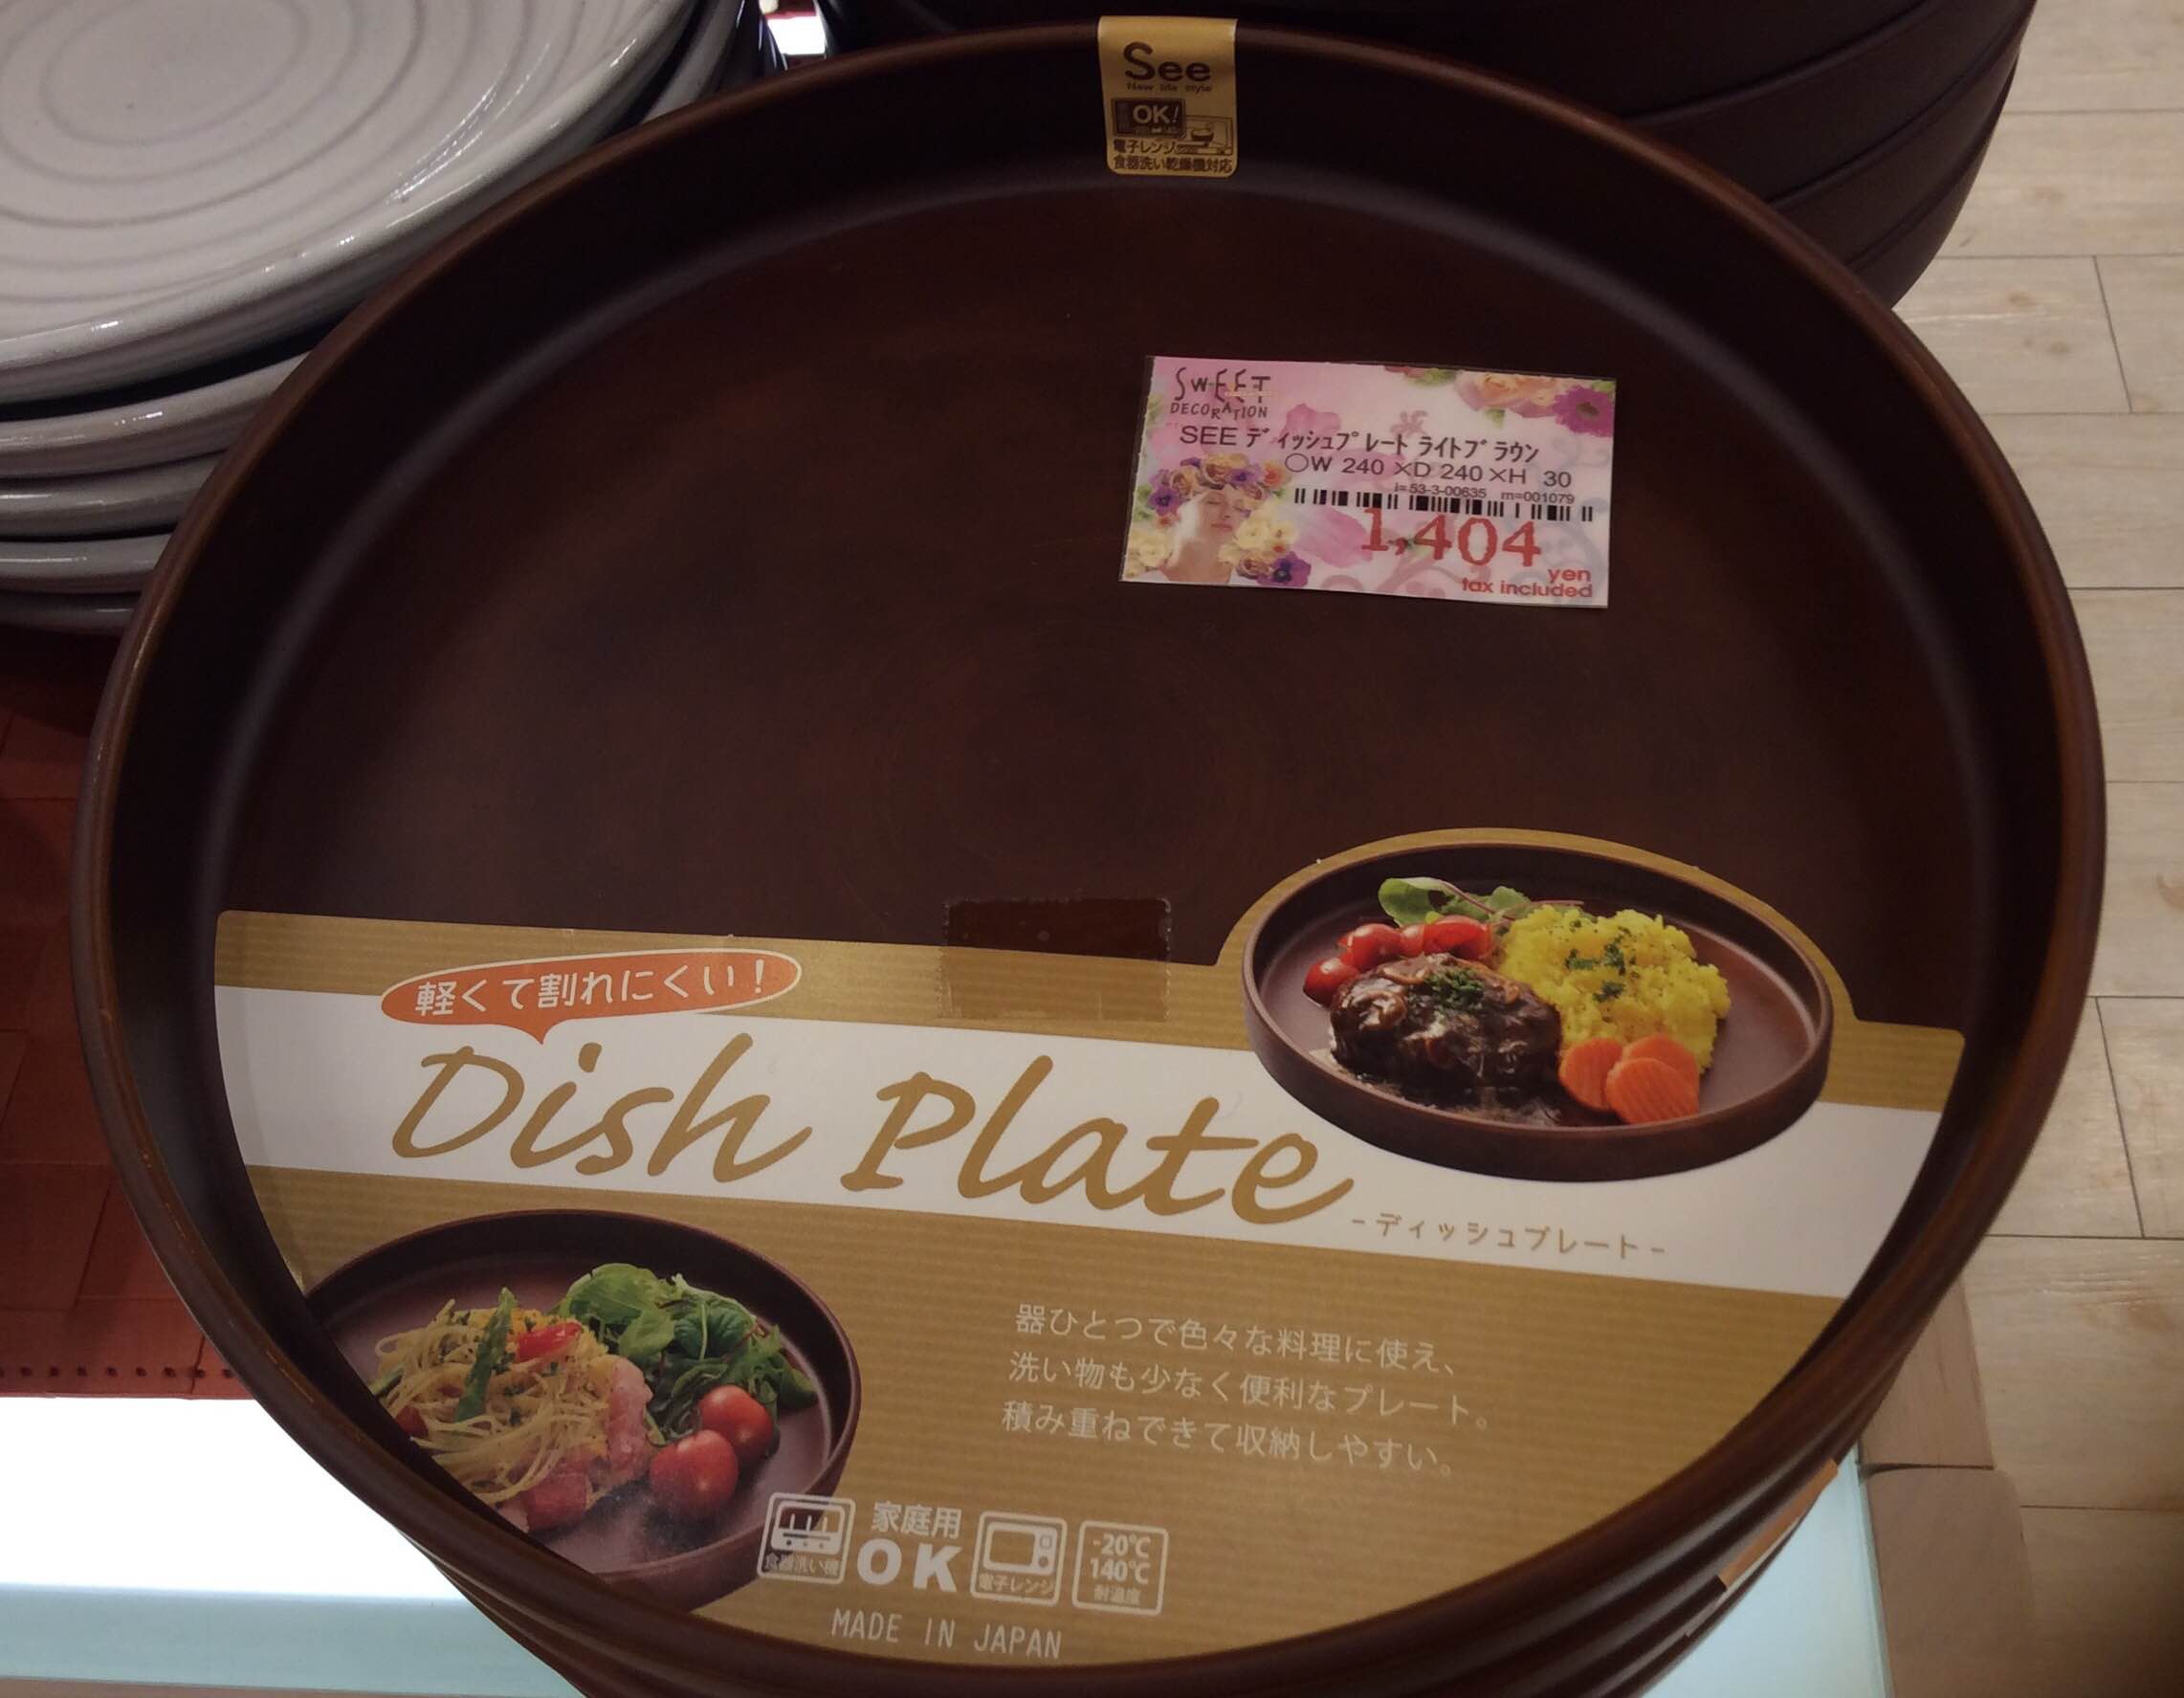 See
New life style
OK!
電子レンジ
食器洗い乾燥機対応
SWEET
DECORATION
SEE ディッシュプレート ライトブラウン
○W 240 ×D 240 ×H 30
i=53-3-00635 m=001079
1,404
yen
tax included
軽くて割れにくい！
Dish Plate
-ディッシュプレート-
器ひとつで色々な料理に使え、
洗い物も少なく便利なプレート。
積み重ねできて収納しやすい。
食器洗い機
家庭用
OK
電子レンジ
-20℃
140℃
耐温度
MADE IN JAPAN